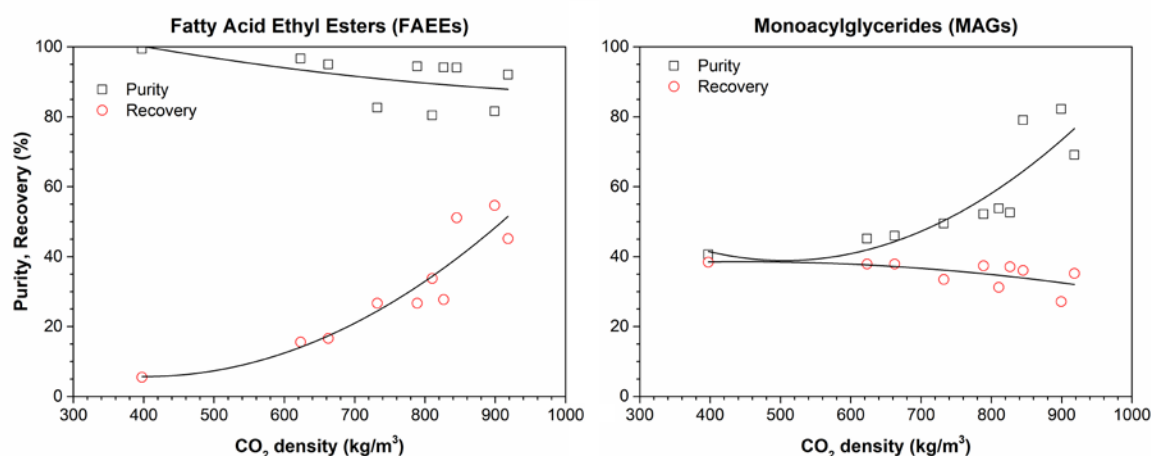 Fatty Acid Ethyl Esters (FAEEs)
Purity, Recovery (%)
100
80
60
40
20
0
Purity
Recovery
300 400 500 600 700 800 900 1000
CO₂ density (kg/m³)
Monoacylglycerides (MAGs)
100
80
60
40
20
0
Purity
Recovery
300 400 500 600 700 800 900 1000
CO₂ density (kg/m³)